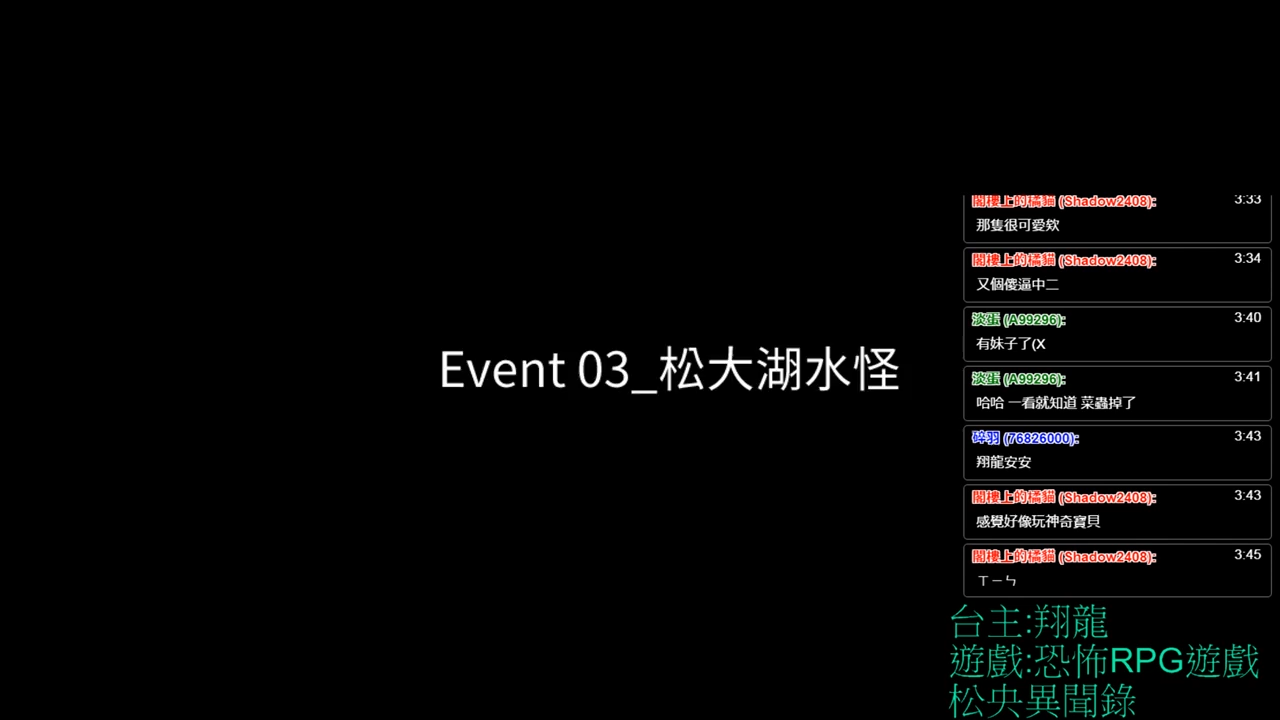 Event 03_松大湖水怪
閣樓上的橘貓 (Shadow2408): 3:33
那隻很可愛欸
閣樓上的橘貓 (Shadow2408): 3:34
又個傻逼中二
淡蛋 (A99296): 3:40
有妹子了(X
淡蛋 (A99296): 3:41
哈哈 一看就知道 菜蟲掉了
碎羽 (76826000): 3:43
翔龍安安
閣樓上的橘貓 (Shadow2408): 3:43
感覺好像玩神奇寶貝
閣樓上的橘貓 (Shadow2408): 3:45
ㄒㄧㄣ
台主:翔龍
遊戲:恐怖RPG遊戲
松央異聞錄